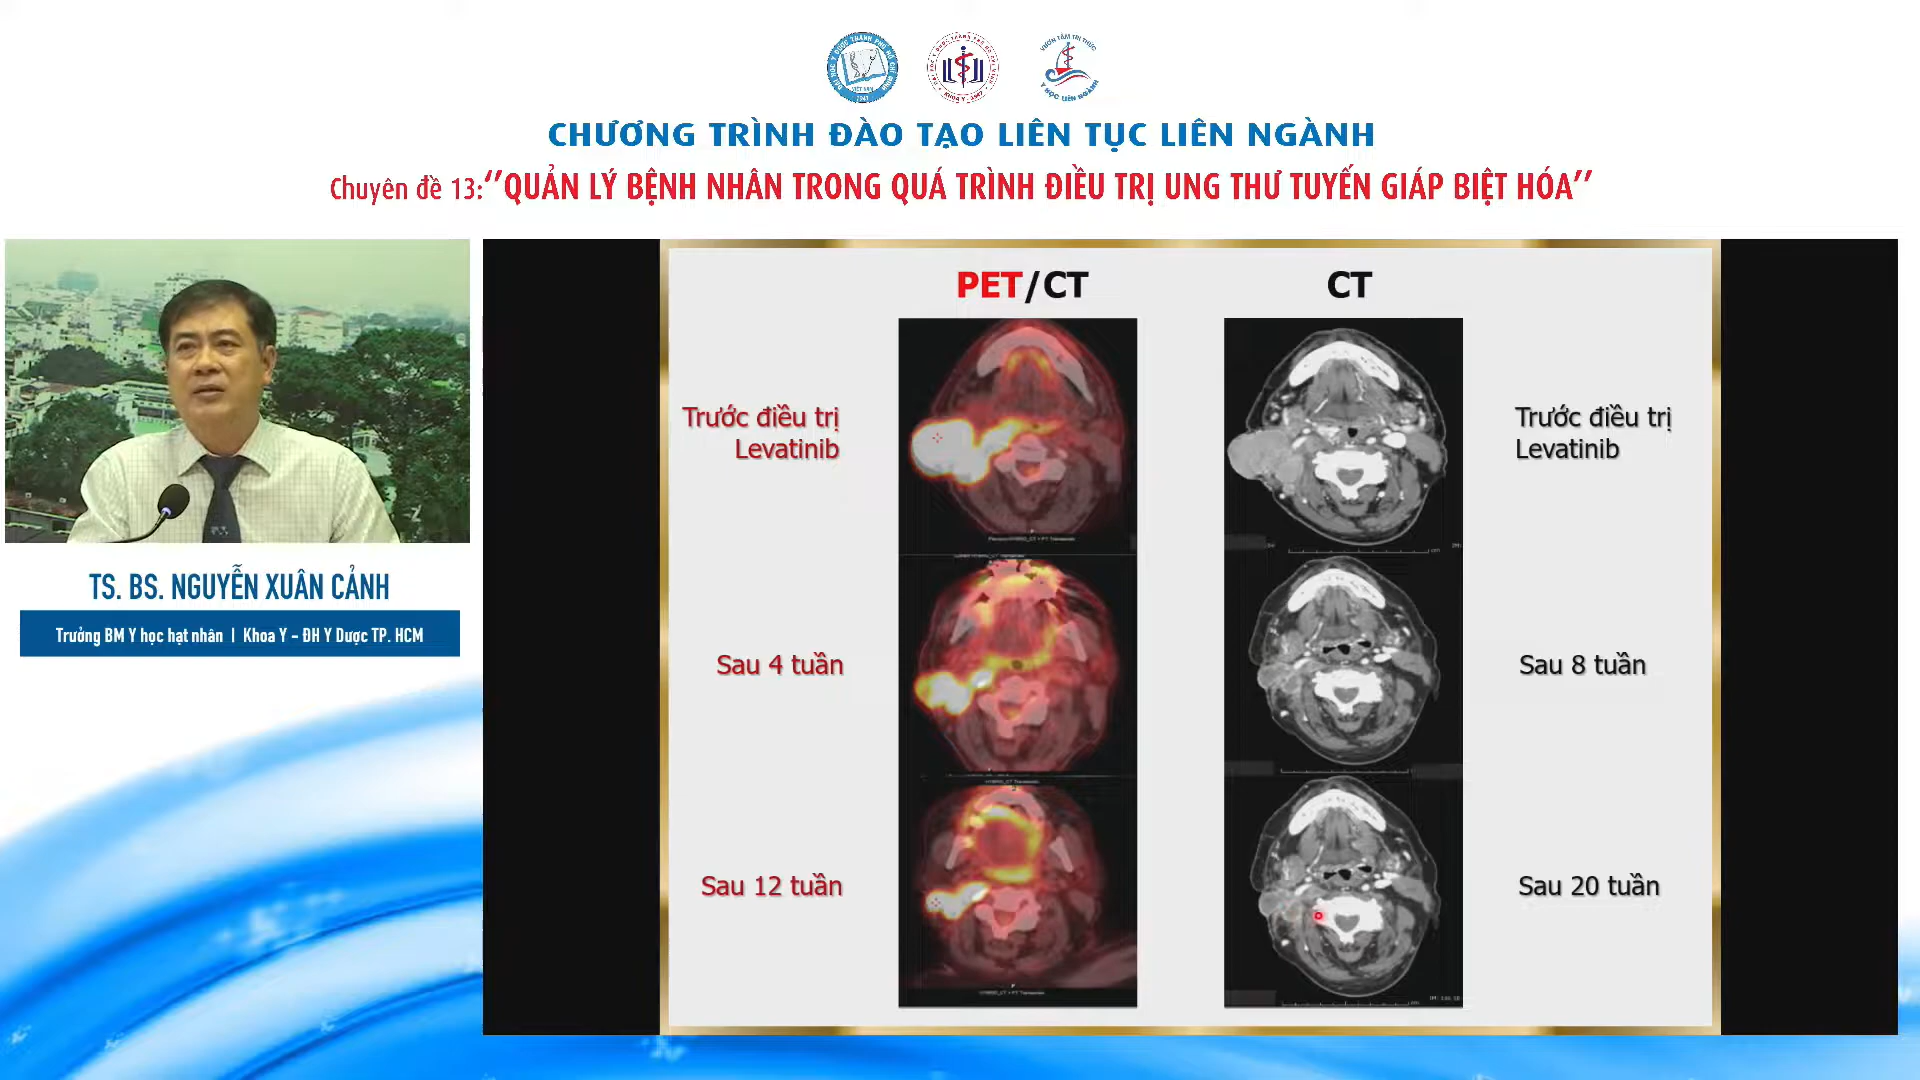 CHƯƠNG TRÌNH ĐÀO TẠO LIÊN TỤC LIÊN NGÀNH
Chuyên đề 13:‘’QUẢN LÝ BỆNH NHÂN TRONG QUÁ TRÌNH ĐIỀU TRỊ UNG THƯ TUYẾN GIÁP BIỆT HÓA’’
PET/CT
CT
Trước điều trị
Levatinib
Trước điều trị
Levatinib
Sau 4 tuần
Sau 8 tuần
Sau 12 tuần
Sau 20 tuần
TS. BS. NGUYỄN XUÂN CẢNH
Trưởng BM Y học hạt nhân | Khoa Y - ĐH Y Dược TP. HCM